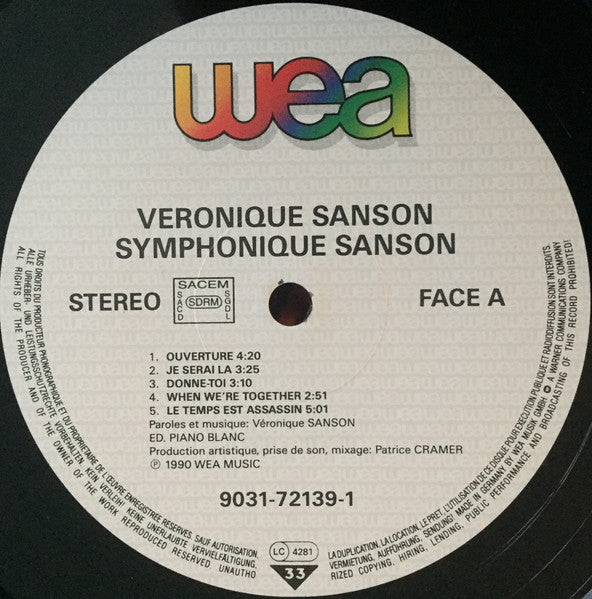 wea
VERONIQUE SANSON
SYMPHONIQUE SANSON
STEREO
SACEM
SACD
SDRM
SGDL
FACE A
1. OUVERTURE 4:20
2. JE SERAI LA 3:25
3. DONNE-TOI 3:10
4. WHEN WE'RE TOGETHER 2:51
5. LE TEMPS EST ASSASSIN 5:01
Paroles et musique: Véronique SANSON
ED. PIANO BLANC
Production artistique, prise de son, mixage: Patrice CRAMER
℗ 1990 WEA MUSIC
9031-72139-1
TOUS DROITS DU PRODUCTEUR PHONOGRAPHIQUE ET DU PROPRIETAIRE DE L'ŒUVRE ENREGISTREE RESERVES. SAUF AUTORISATION, LA DUPLICATION, LA LOCATION, LE PRET, L'UTILISATION DE CE DISQUE POUR EXECUTION PUBLIQUE ET RADIODIFFUSION SONT INTERDITS.
ALLE URHEBER- UND LEISTUNGSSCHUTZRECHTE VORBEHALTEN. KEIN VERLEIH! KEINE UNERLAUBTE VERVIELFÄLTIGUNG, VERMIETUNG, AUFFÜHRUNG, SENDUNG! MADE IN GERMANY BY WEA MUSIK GMBH A WARNER COMMUNICATIONS COMPANY
ALL RIGHTS OF THE PRODUCER AND OF THE OWNER OF THE WORK REPRODUCED RESERVED. UNAUTHORIZED COPYING, HIRING, LENDING, PUBLIC PERFORMANCE AND BROADCASTING OF THIS RECORD PROHIBITED!
LC 4281
33